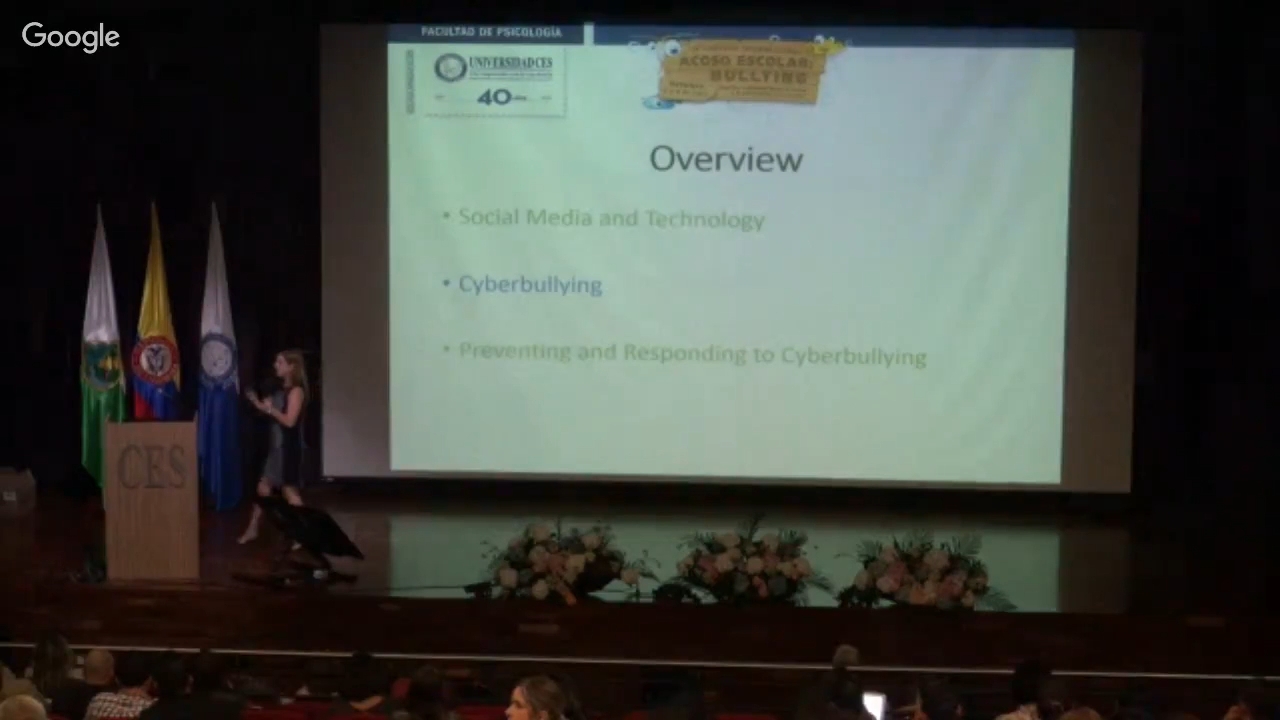 Google
FACULTAD DE PSICOLOGÍA
UNIVERSIDAD CES
40
ACOSO ESCOLAR:
BULLYING
Overview
• Social Media and Technology
• Cyberbullying
• Preventing and Responding to Cyberbullying
CES